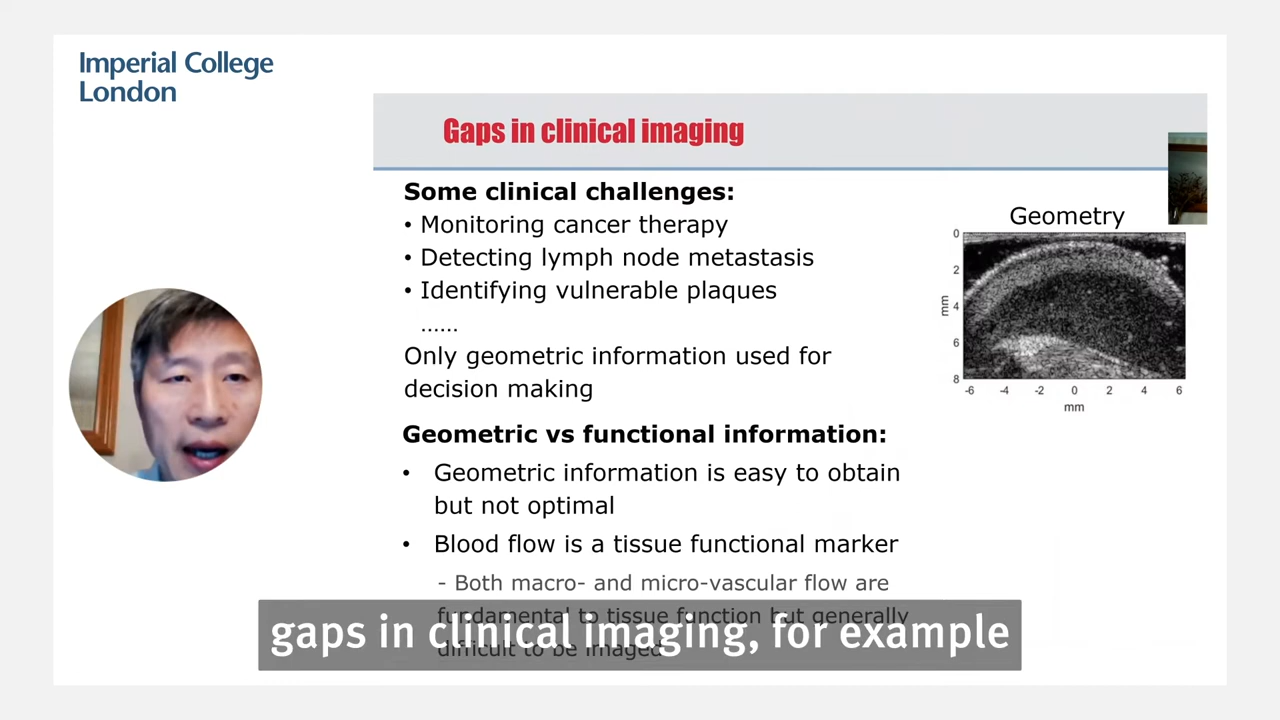 Imperial College
London
Gaps in clinical imaging
Some clinical challenges:
• Monitoring cancer therapy
• Detecting lymph node metastasis
• Identifying vulnerable plaques
......
Only geometric information used for
decision making
Geometric vs functional information:
• Geometric information is easy to obtain
but not optimal
• Blood flow is a tissue functional marker
- Both macro- and micro-vascular flow are
fundamental to tissue function but generally
difficult to be imaged
Geometry
0
2
4
6
8
mm
-6 -4 -2 0 2 4 6
mm
gaps in clinical imaging, for example